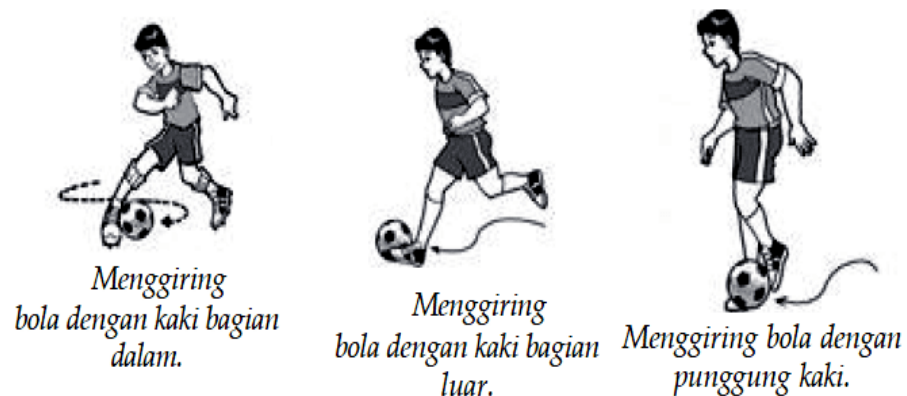 Menggiring
bola dengan kaki bagian
dalam.
Menggiring
bola dengan kaki bagian
luar.
Menggiring bola dengan
punggung kaki.